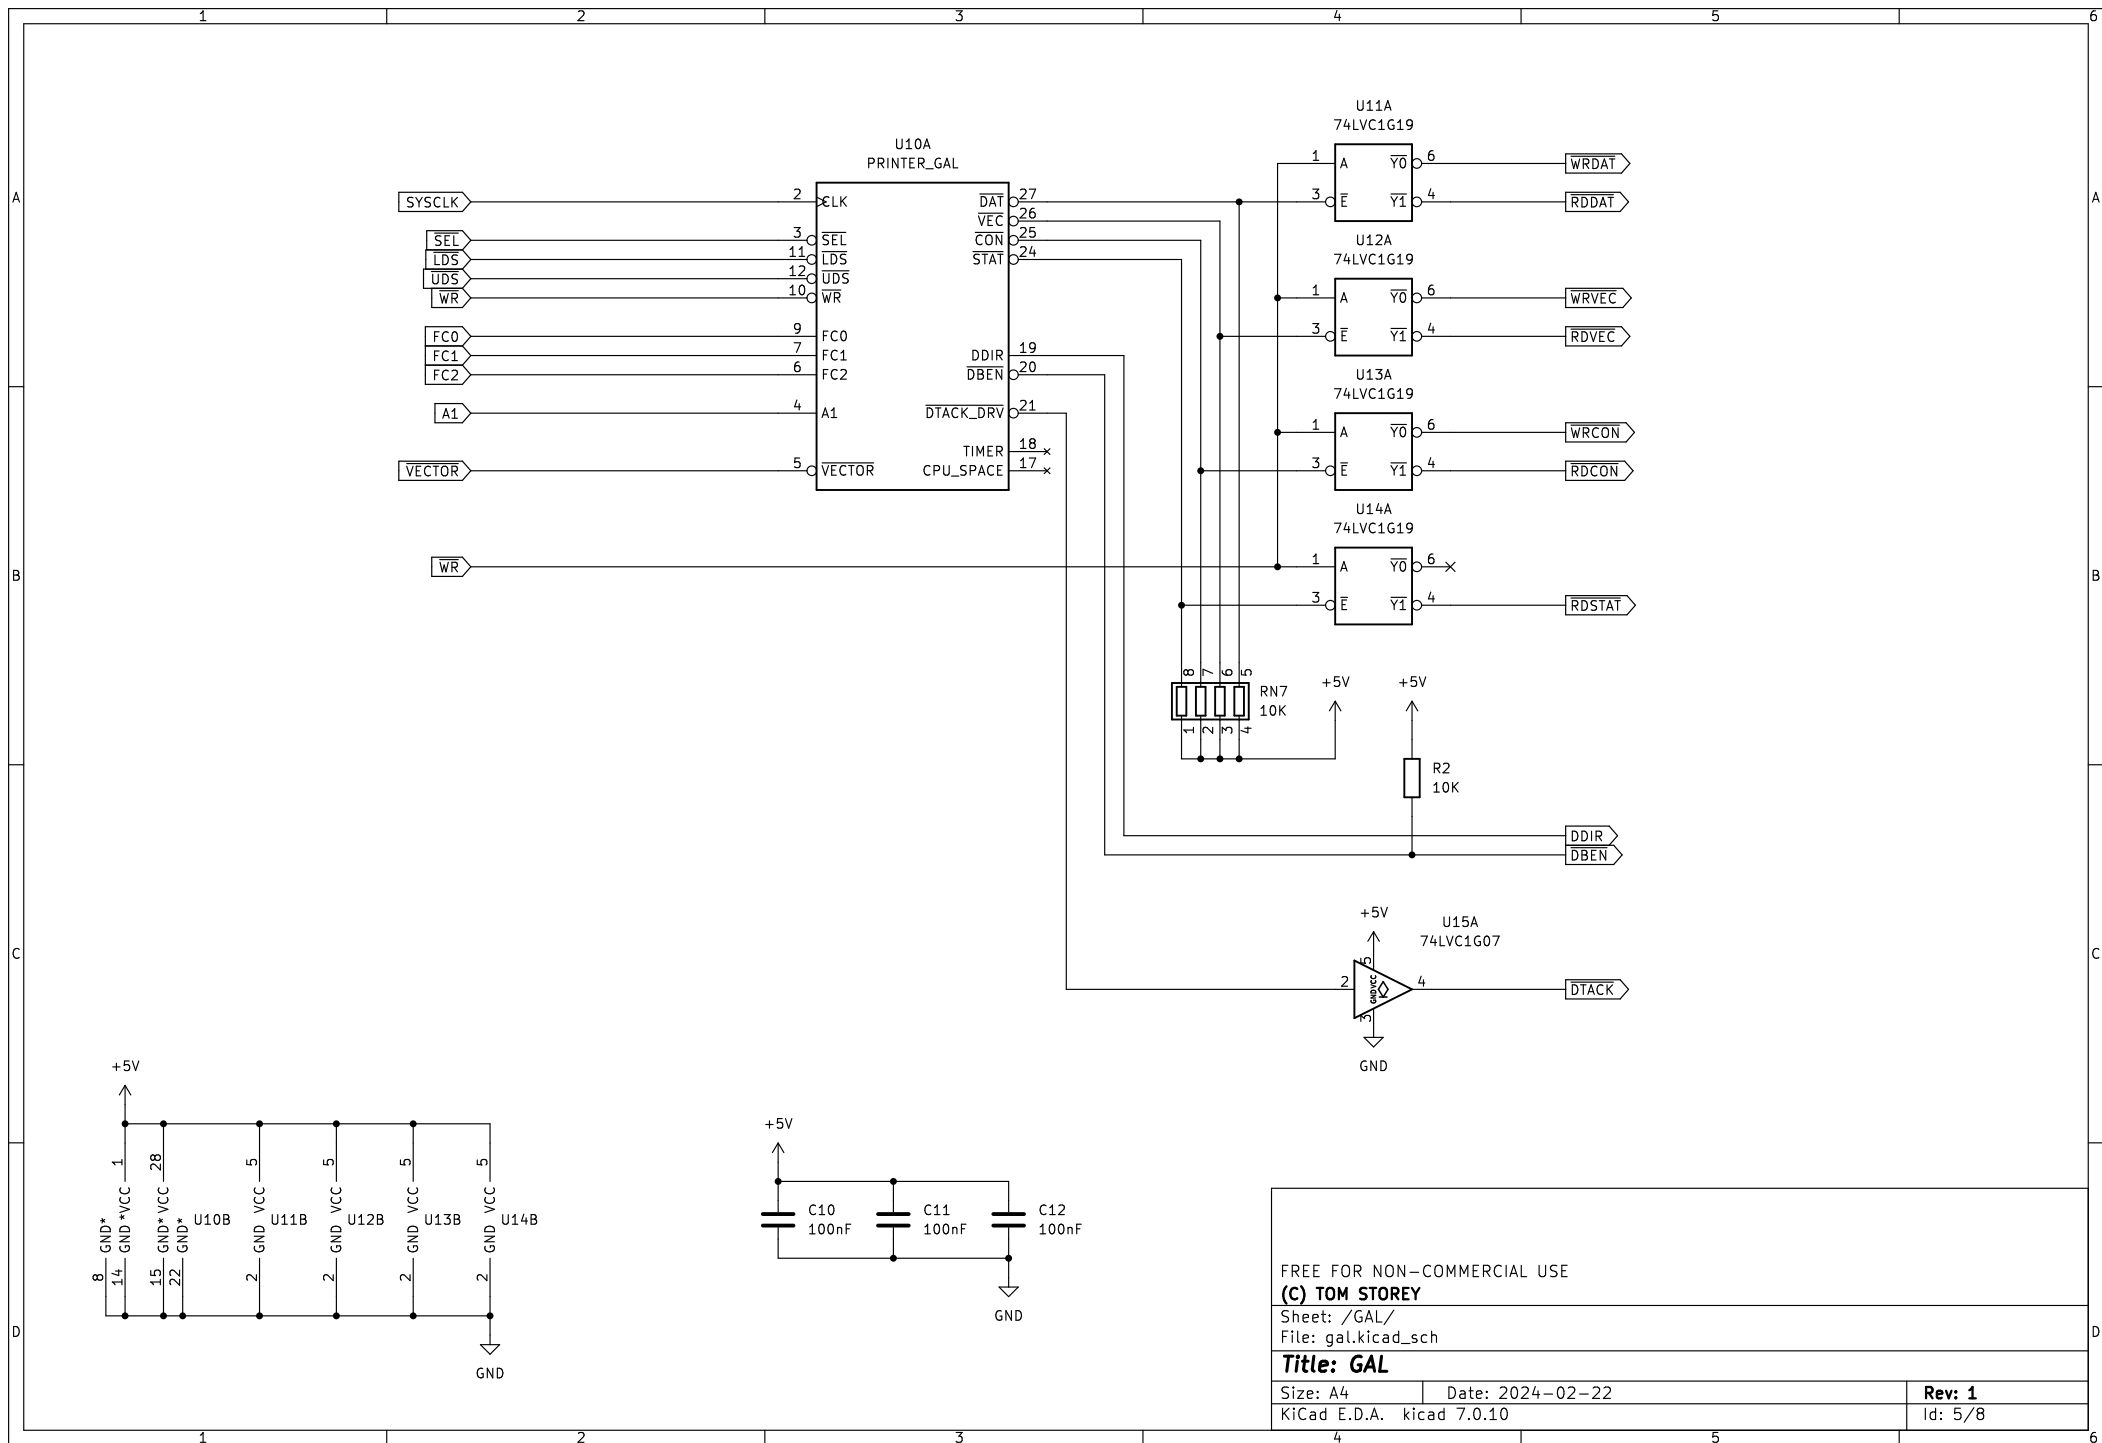 1 2 3 4 5 6
A
B
C
D
A
B
C
D
1 2 3 4 5 6
U10A
PRINTER_GAL
SYSCLK 2 CLK
SEL 3 SEL
LDS 11 LDS
UDS 12 UDS
WR 10 WR
FC0 9 FC0
FC1 7 FC1
FC2 6 FC2
A1 4 A1
VECTOR 5 VECTOR
DAT 27
VEC 26
CON 25
STAT 24
DDIR 19
DBEN 20
DTACK_DRV 21
TIMER 18
CPU_SPACE 17
WR
U11A
74LVC1G19
1 A Y0 6 WRDAT
3 E Y1 4 RDDAT
U12A
74LVC1G19
1 A Y0 6 WRVEC
3 E Y1 4 RDVEC
U13A
74LVC1G19
1 A Y0 6 WRCON
3 E Y1 4 RDCON
U14A
74LVC1G19
1 A Y0 6
3 E Y1 4 RDSTAT
8 7 6 5
RN7
10K
1 2 3 4
+5V
+5V
R2
10K
DDIR
DBEN
+5V
U15A
74LVC1G07
5
2 GND VCC 4 DTACK
3
GND
+5V
1 28 5 5 5 5
GND* GND *VCC GND* VCC GND* U10B GND VCC U11B GND VCC U12B GND VCC U13B GND VCC U14B
8 14 15 22 2 2 2 2
GND
+5V
C10
100nF
C11
100nF
C12
100nF
GND
FREE FOR NON-COMMERCIAL USE
(C) TOM STOREY
Sheet: /GAL/
File: gal.kicad_sch
Title: GAL
Size: A4 Date: 2024-02-22 Rev: 1
KiCad E.D.A. kicad 7.0.10 Id: 5/8